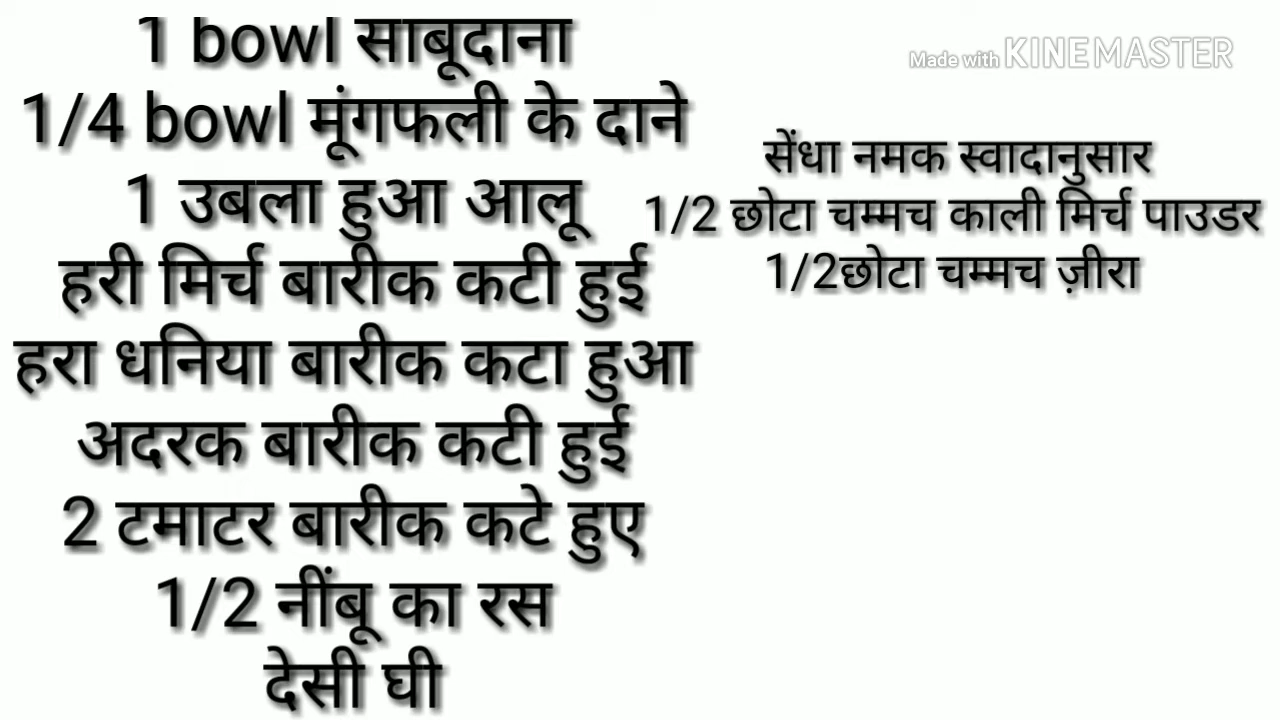 1 bowl साबूदाना
1/4 bowl मूंगफली के दाने
1 उबला हुआ आलू
हरी मिर्च बारीक कटी हुई
हरा धनिया बारीक कटा हुआ
अदरक बारीक कटी हुई
2 टमाटर बारीक कटे हुए
1/2 नींबू का रस
देसी घी
Made with KINEMASTER
सेंधा नमक स्वादानुसार
1/2 छोटा चम्मच काली मिर्च पाउडर
1/2छोटा चम्मच ज़ीरा